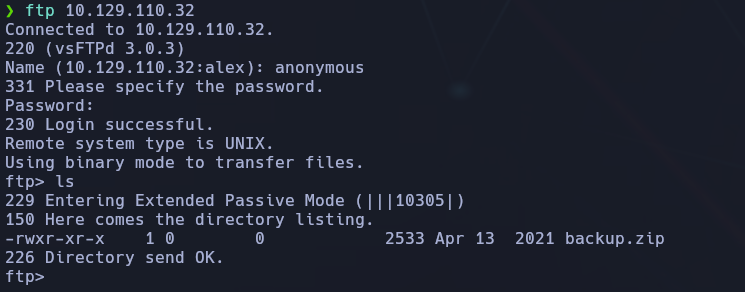 ❯ ftp 10.129.110.32
Connected to 10.129.110.32.
220 (vsFTPd 3.0.3)
Name (10.129.110.32:alex): anonymous
331 Please specify the password.
Password:
230 Login successful.
Remote system type is UNIX.
Using binary mode to transfer files.
ftp> ls
229 Entering Extended Passive Mode (|||10305|)
150 Here comes the directory listing.
-rwxr-xr-x    1 0        0            2533 Apr 13  2021 backup.zip
226 Directory send OK.
ftp>